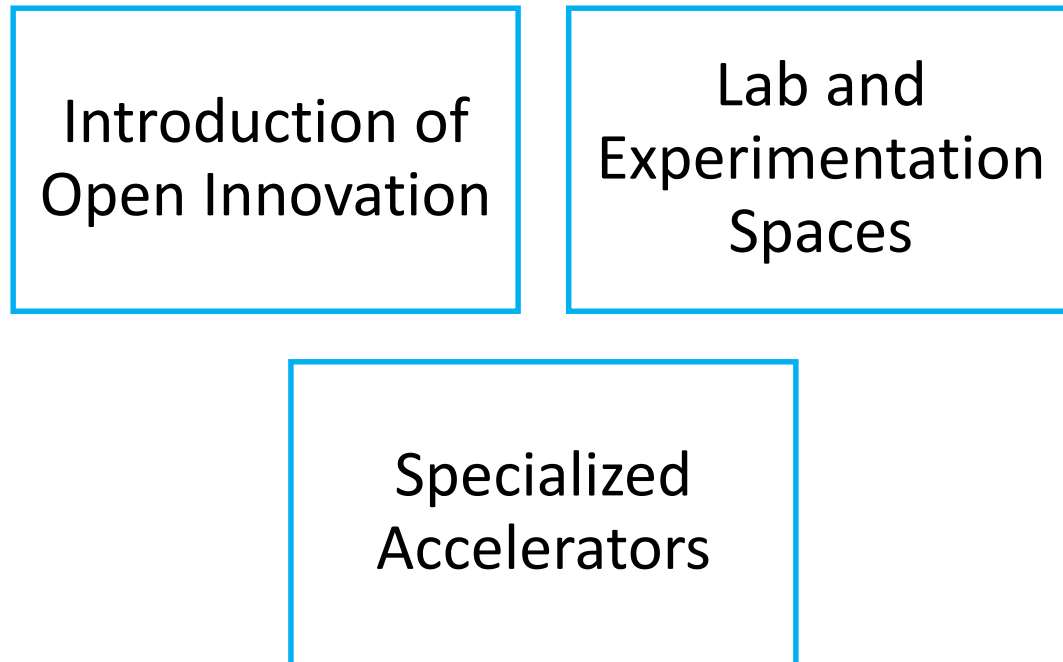 Introduction of
Open Innovation
Lab and
Experimentation
Spaces
Specialized
Accelerators